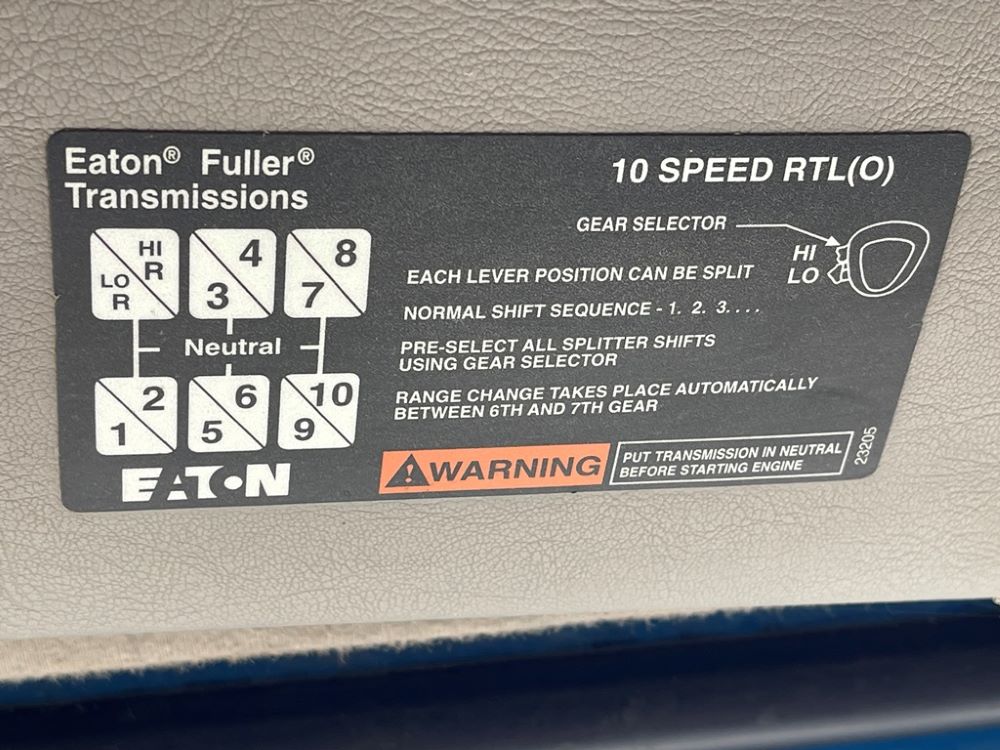 Eaton® Fuller®
Transmissions
10 SPEED RTL(O)
GEAR SELECTOR
HI
LO
HI
R
LO
R
4
3
8
7
Neutral
2
1
6
5
10
9
EACH LEVER POSITION CAN BE SPLIT
NORMAL SHIFT SEQUENCE - 1. 2. 3. . . .
PRE-SELECT ALL SPLITTER SHIFTS
USING GEAR SELECTOR
RANGE CHANGE TAKES PLACE AUTOMATICALLY
BETWEEN 6TH AND 7TH GEAR
EATON
WARNING
PUT TRANSMISSION IN NEUTRAL
BEFORE STARTING ENGINE
23205